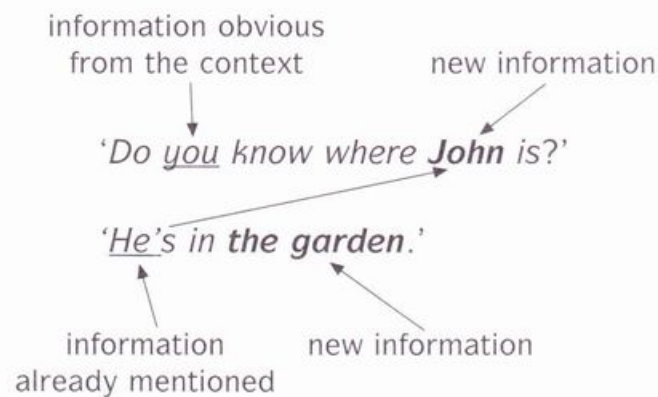 information obvious
from the context
new information
‘Do you know where John is?’
‘He’s in the garden.’
information
already mentioned
new information